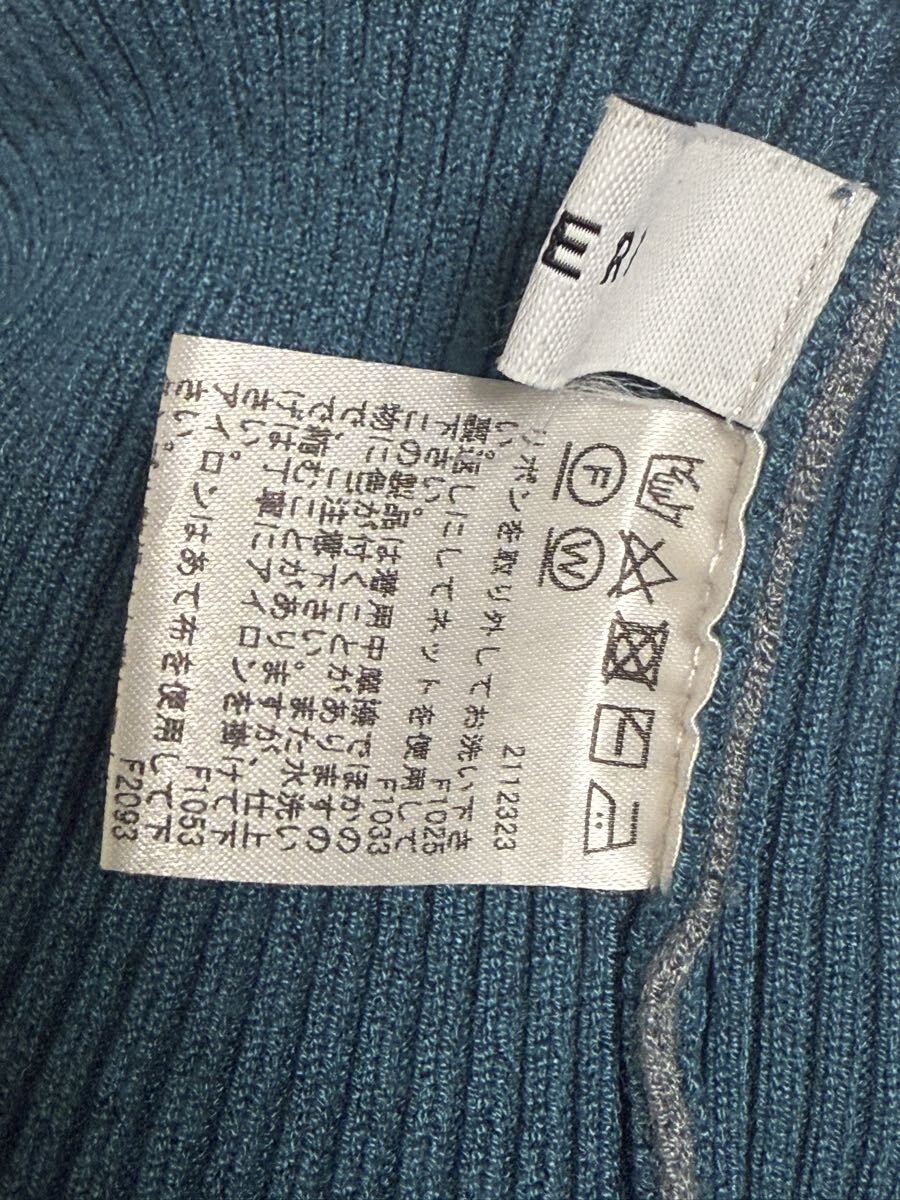 E R
F W
2112323
リボンを取り外してお洗い下さ
い。 F1025
裏返しにしてネットを使用して
下さい。 F1033
この製品は着用中摩擦でほかの
物に色が付くことがありますの
で、ご注意下さい。また水洗い
で縮むことがありますが、仕上
げは丁寧にアイロンを掛けて下
さい。 F1053
アイロンはあて布を使用して下
さい。 F2093